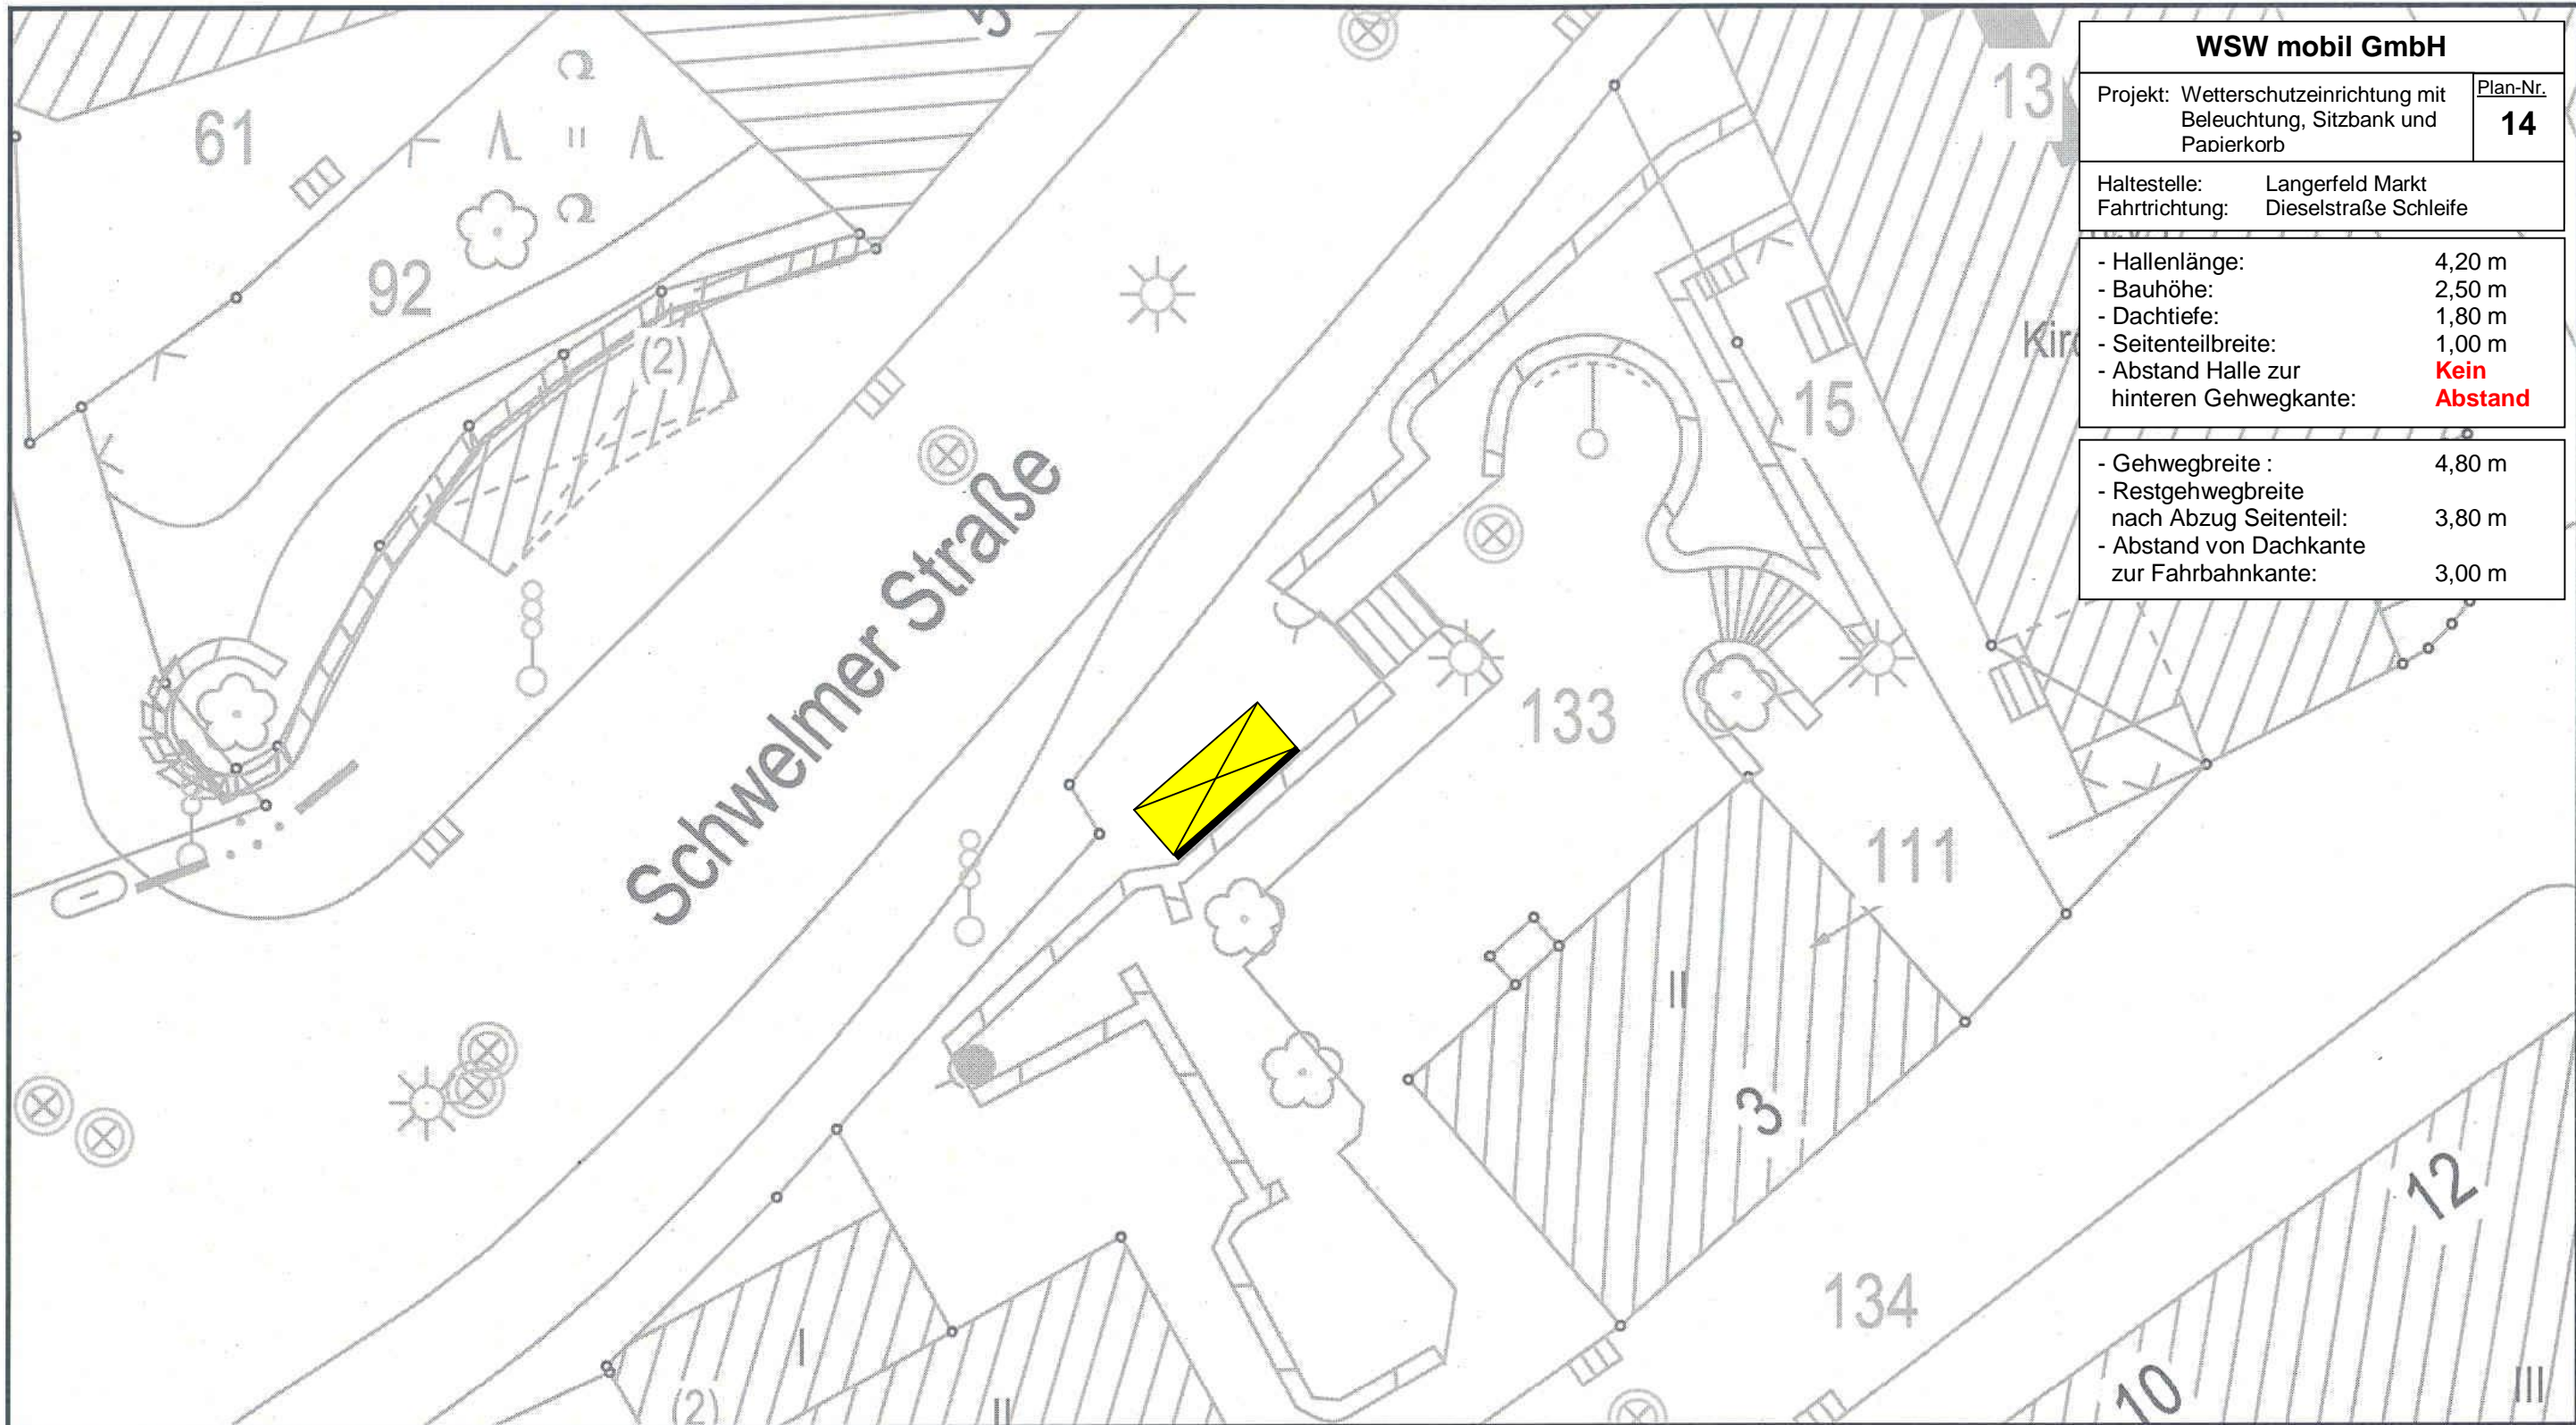 WSW mobil GmbH
Projekt: Wetterschutzeinrichtung mit
Beleuchtung, Sitzbank und
Papierkorb
Plan-Nr.
14
Haltestelle: Langerfeld Markt
Fahrtrichtung: Dieselstraße Schleife
- Hallenlänge: 4,20 m
- Bauhöhe: 2,50 m
- Dachtiefe: 1,80 m
- Seitenteilbreite: 1,00 m
- Abstand Halle zur Kein
hinteren Gehwegkante: Abstand
- Gehwegbreite : 4,80 m
- Restgehwegbreite
nach Abzug Seitenteil: 3,80 m
- Abstand von Dachkante
zur Fahrbahnkante: 3,00 m
5
13
61
92
(2)
Kirc
15
Schwelmer Straße
133
111
II
3
12
134
I
(2)
II
10
III